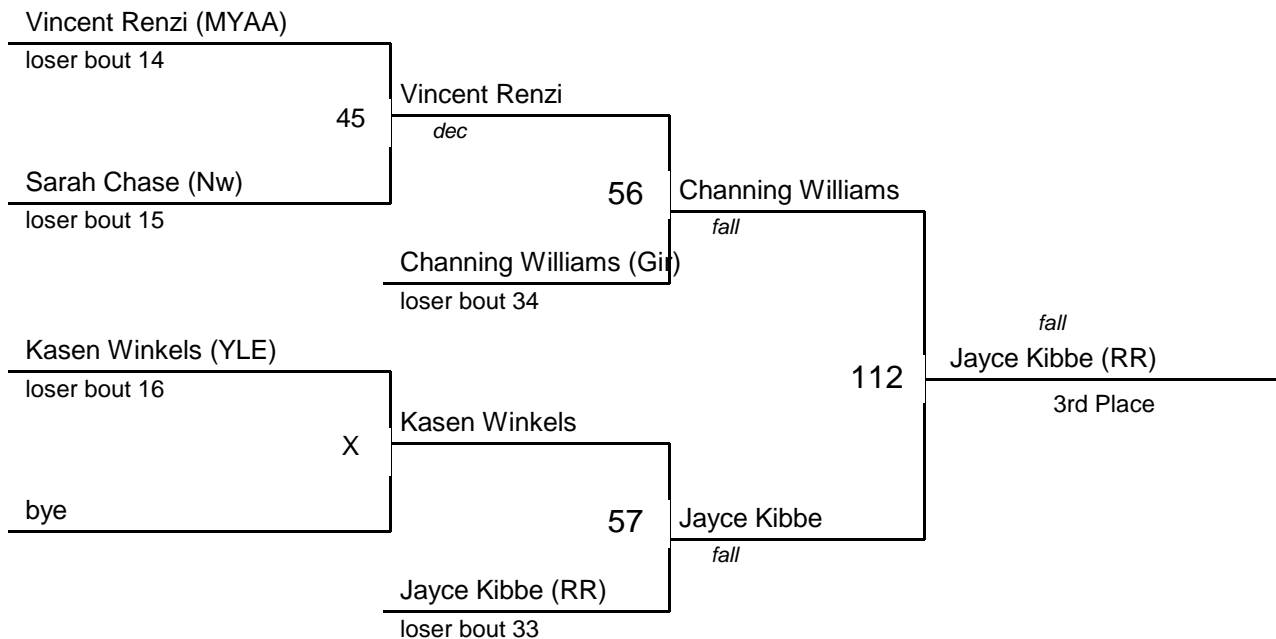 Vincent Renzi (MYAA)
loser bout 14
Vincent Renzi
45
dec
Sarah Chase (Nw)
loser bout 15
56
Channing Williams
fall
Channing Williams (Gir)
loser bout 34
fall
Kasen Winkels (YLE)
loser bout 16
112
Jayce Kibbe (RR)
3rd Place
Kasen Winkels
X
bye
57
Jayce Kibbe
fall
Jayce Kibbe (RR)
loser bout 33